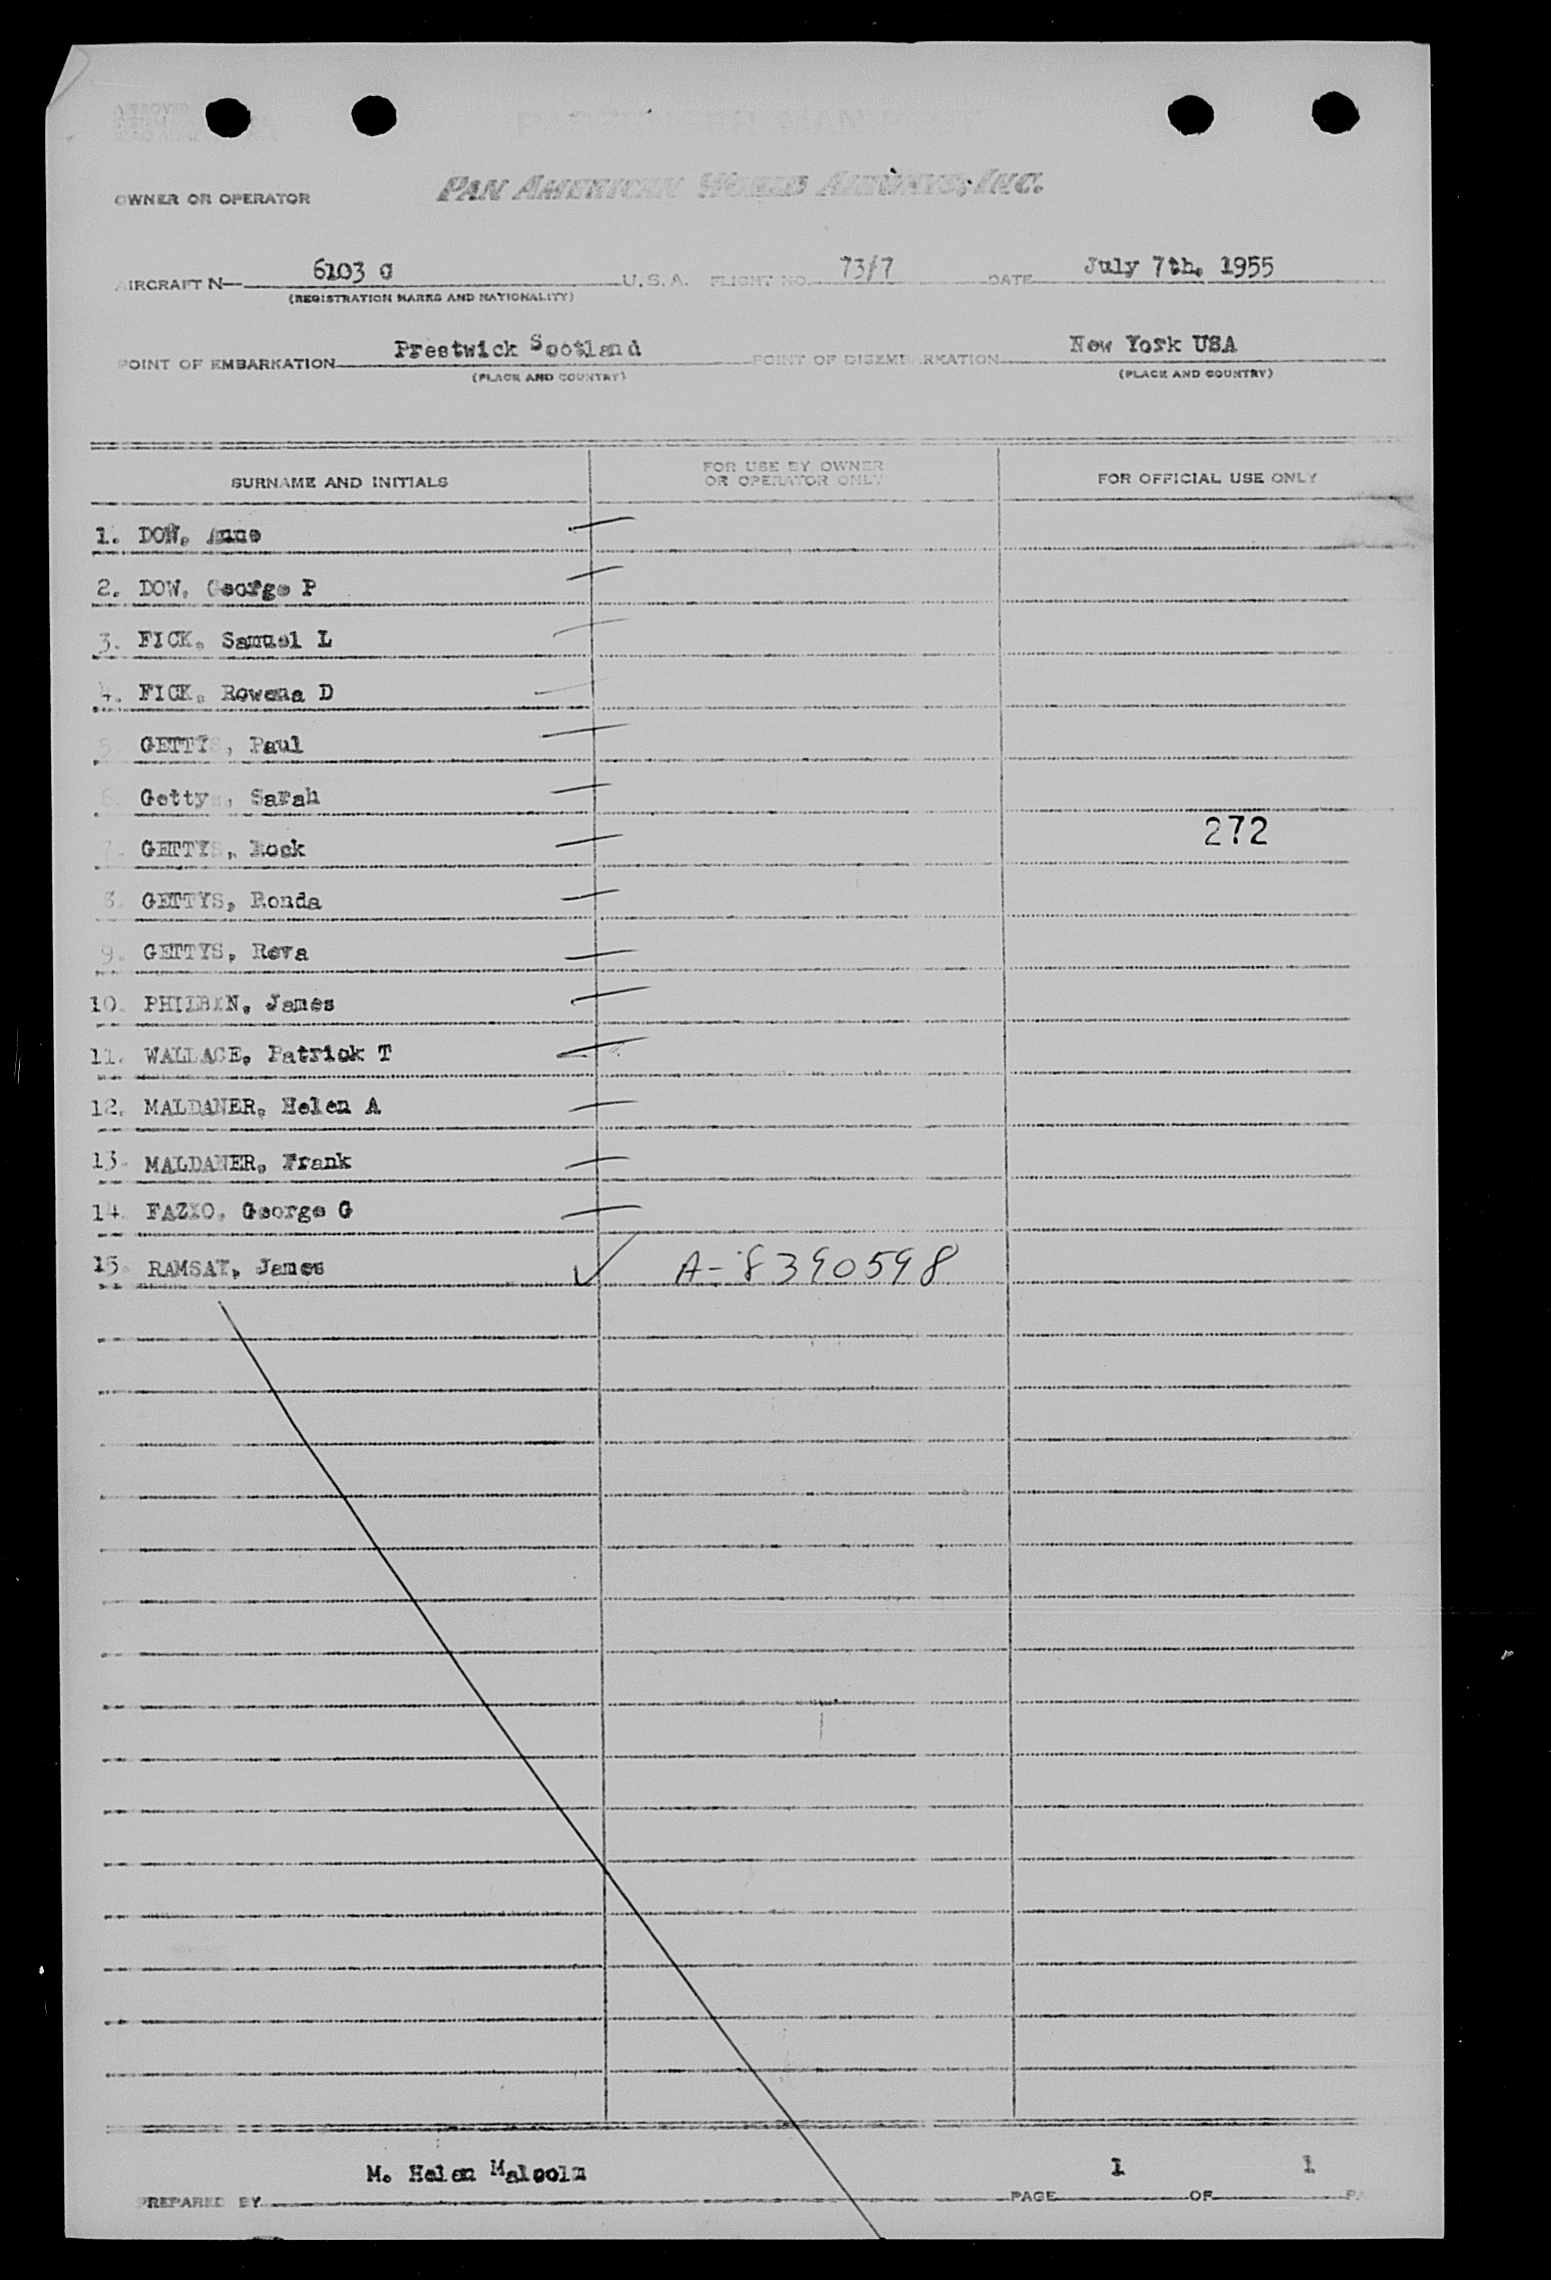 OWNER OR OPERATOR PAN AMERICAN WORLD AIRWAYS, INC.
AIRCRAFT N— 6103 C U.S.A. FLIGHT NO. 73/7 DATE July 7th, 1955
(REGISTRATION MARKS AND NATIONALITY)
POINT OF EMBARKATION Prestwick Scotland POINT OF DISEMBARKATION New York USA
(PLACE AND COUNTRY) (PLACE AND COUNTRY)
SURNAME AND INITIALS FOR USE BY OWNER OR OPERATOR ONLY FOR OFFICIAL USE ONLY
1. DOW, Anne
2. DOW, George P
3. FICK, Samuel L
4. FICK, Rowena D
5. GETTYS, Paul
6. Gettys, Sarah
272
7. GETTYS, Rock
8. GETTYS, Ronda
9. GETTYS, Reva
10. PHILBIN, James
11. WALLACE, Patrick T
12. MALDANER, Helen A
13. MALDANER, Frank
14. FAZIO, George G
15. RAMSAY, James ✓ A-8390598
M. Helen Malcolm 1 1
PREPARED BY PAGE OF